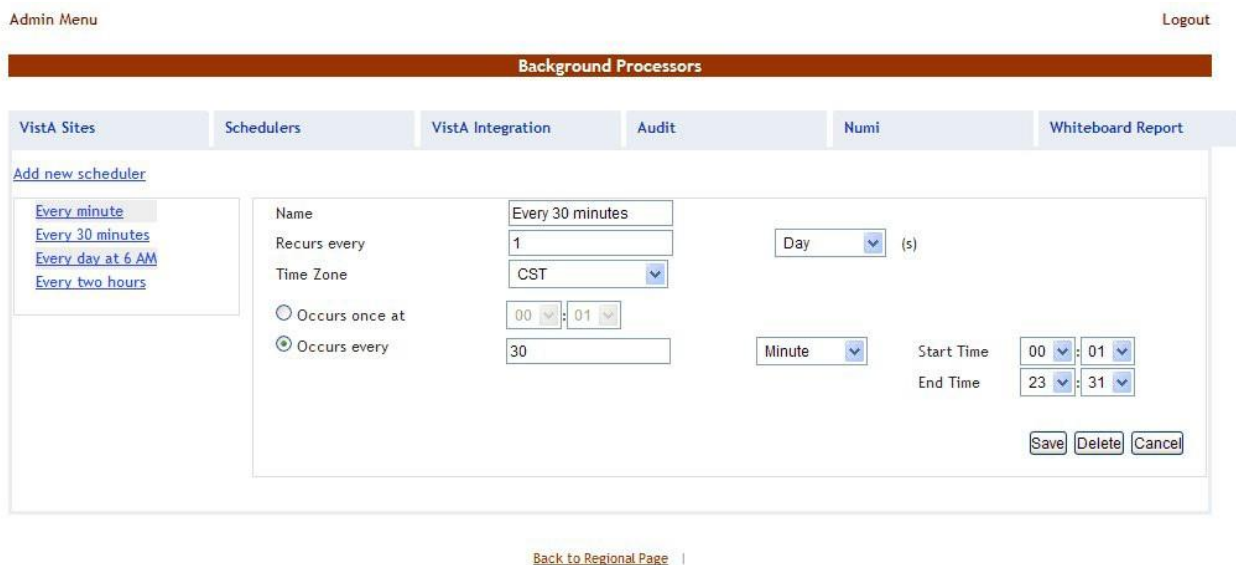 Admin Menu Logout
Background Processors
VistA Sites Schedulers VistA Integration Audit Numi Whiteboard Report
Add new scheduler
Every minute
Every 30 minutes
Every day at 6 AM
Every two hours
Name Every 30 minutes
Recurs every 1 Day (s)
Time Zone CST
Occurs once at 00 : 01
Occurs every 30 Minute Start Time 00 : 01
End Time 23 : 31
Save Delete Cancel
Back to Regional Page |